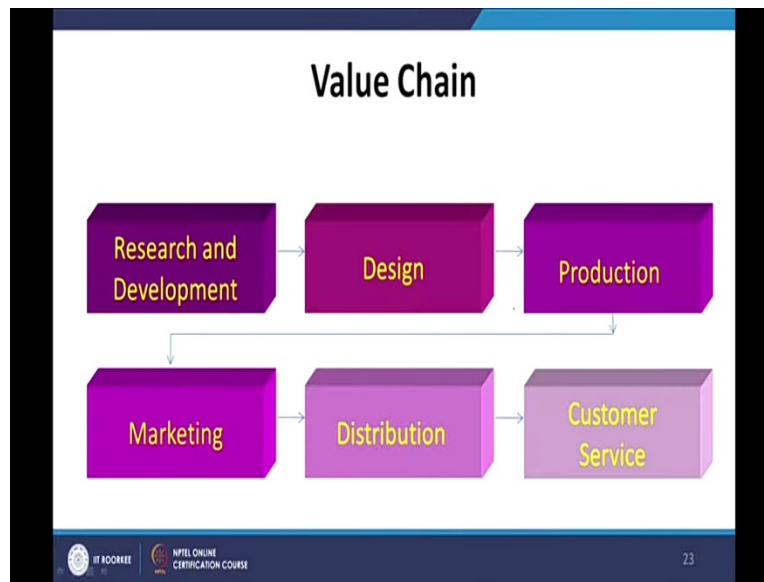 Value Chain
Research and
Development
Design
Production
Marketing
Distribution
Customer
Service
IIT ROORKEE
NPTEL ONLINE
CERTIFICATION COURSE
23